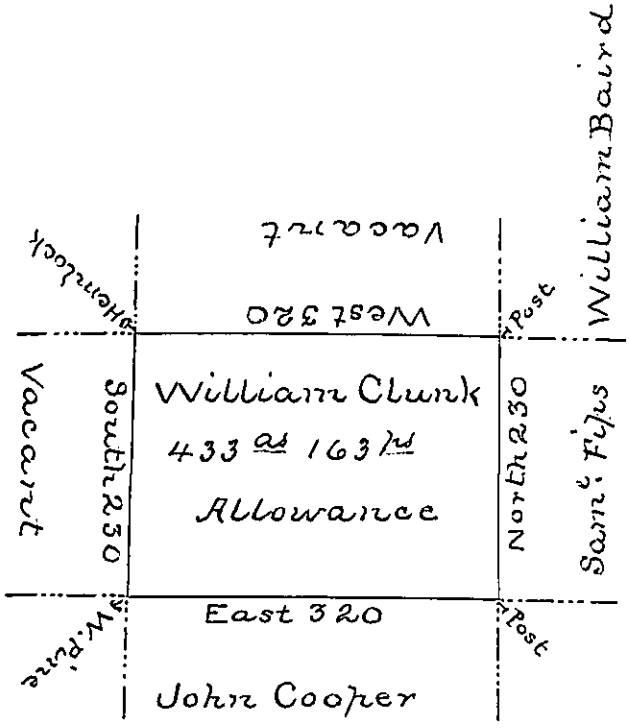 William Baird
Vacant
Hemlock
West 320
Post
Vacant
South 230
William Clunk
433 as 163 ps
Allowance
North 230
Saml. Fips
W. Pine
East 320
Post
John Cooper